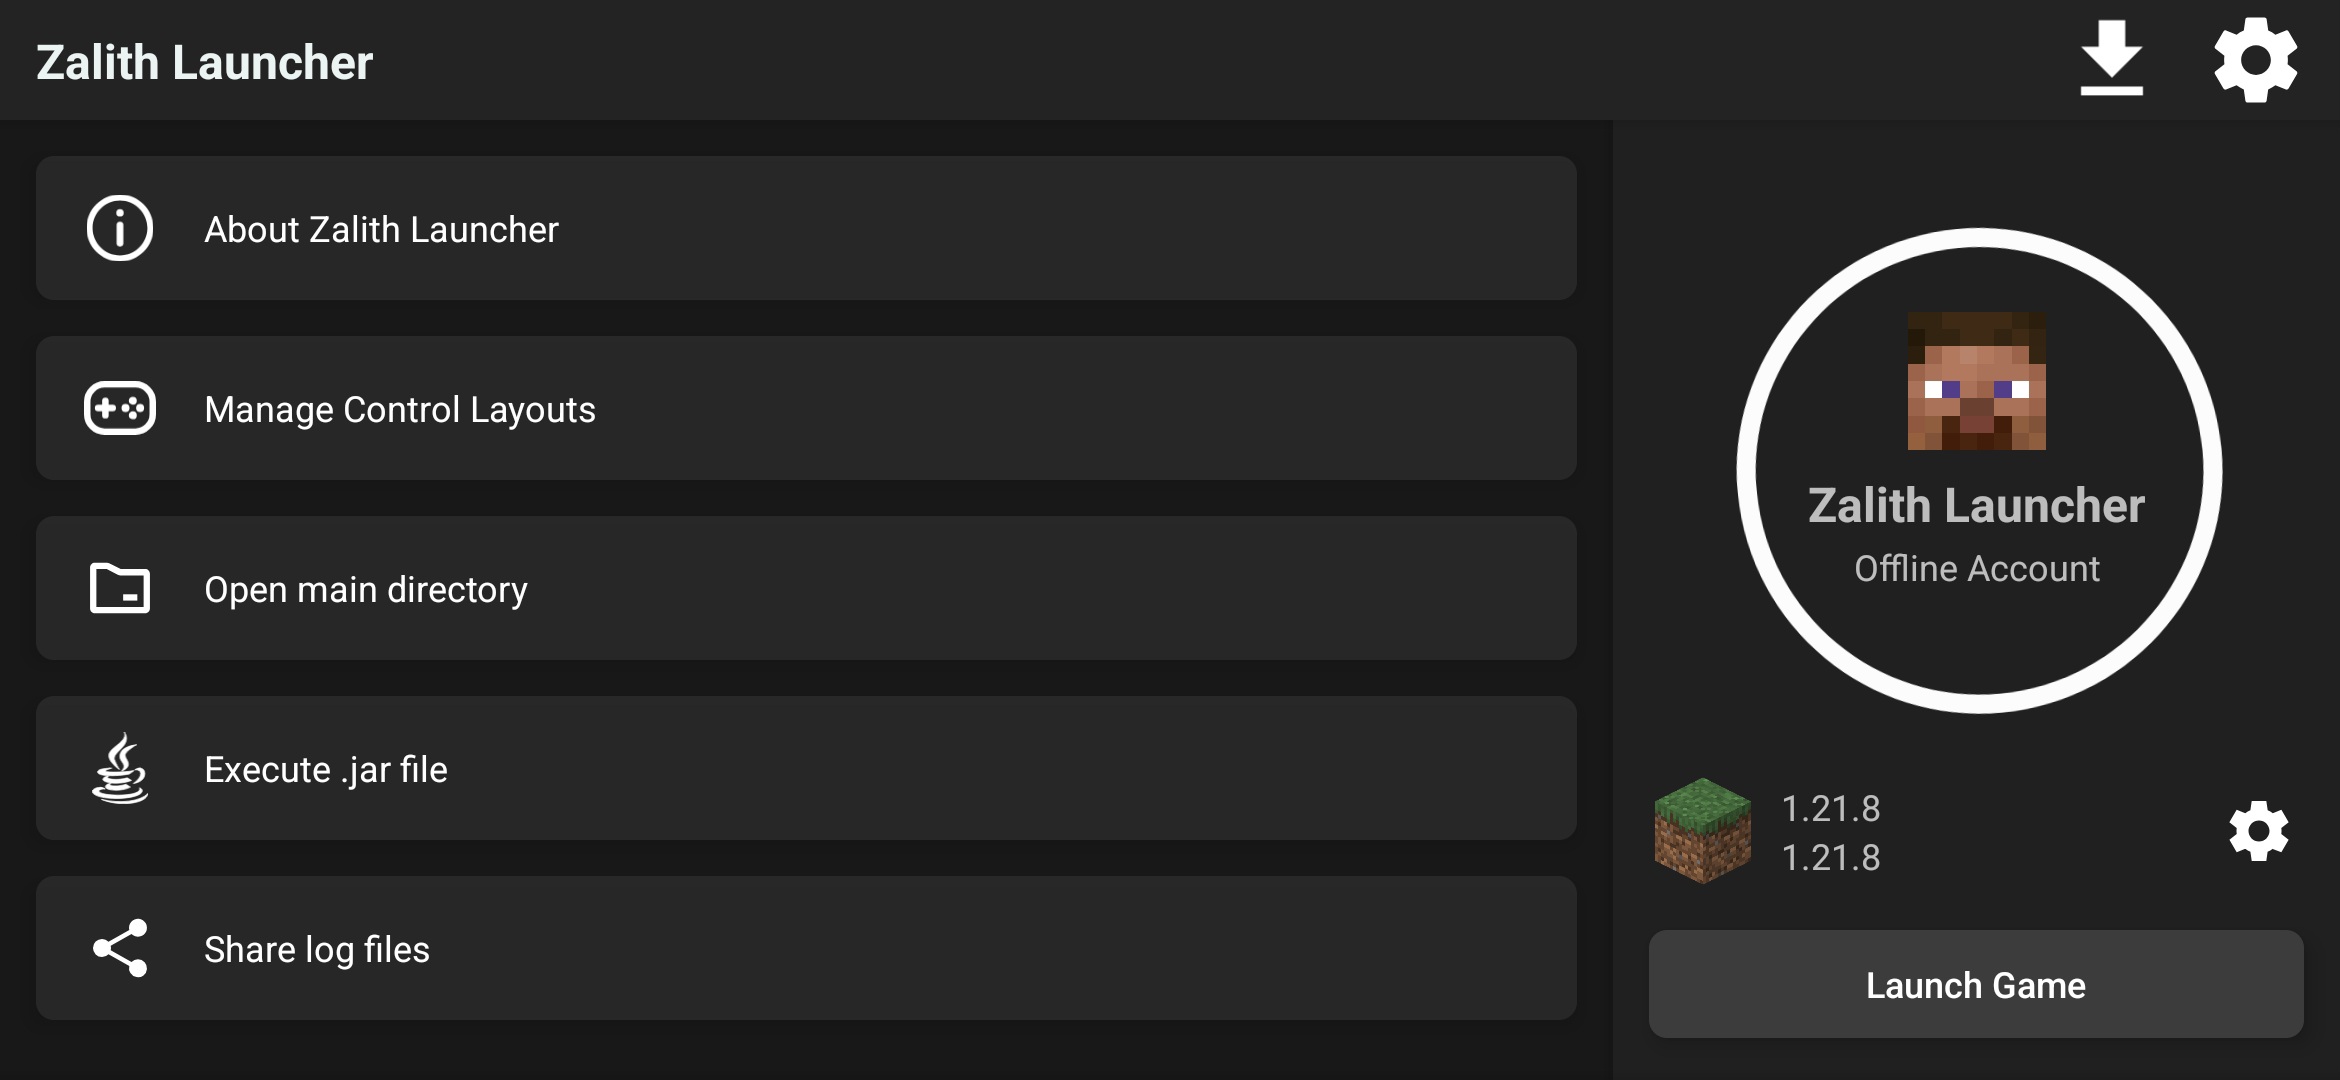 Zalith Launcher
About Zalith Launcher
Manage Control Layouts
Open main directory
Execute .jar file
Share log files
Zalith Launcher
Offline Account
1.21.8
1.21.8
Launch Game